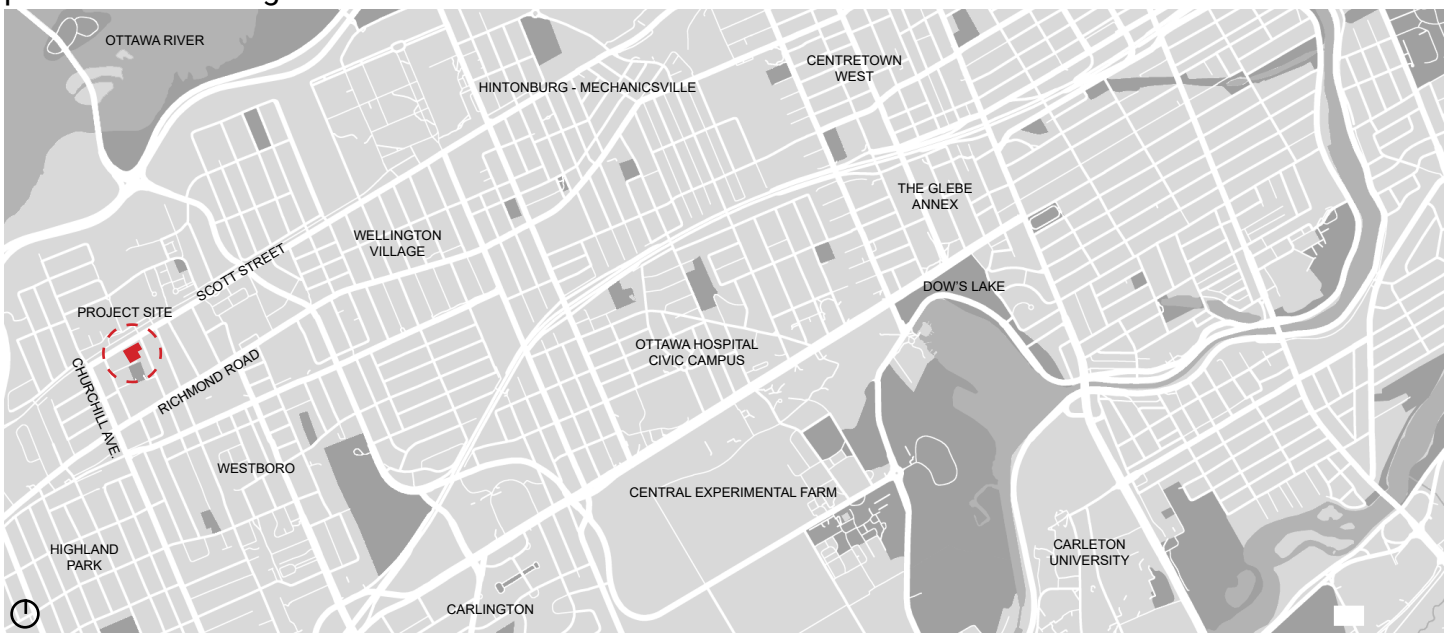 OTTAWA RIVER
CENTRETOWN
WEST
HINTONBURG - MECHANICSVILLE
THE GLEBE
ANNEX
WELLINGTON
VILLAGE
SCOTT STREET
DOW'S LAKE
PROJECT SITE
OTTAWA HOSPITAL
CIVIC CAMPUS
RICHMOND ROAD
CHURCHILL AVE.
WESTBORO
CENTRAL EXPERIMENTAL FARM
HIGHLAND
PARK
CARLETON
UNIVERSITY
CARLINGTON